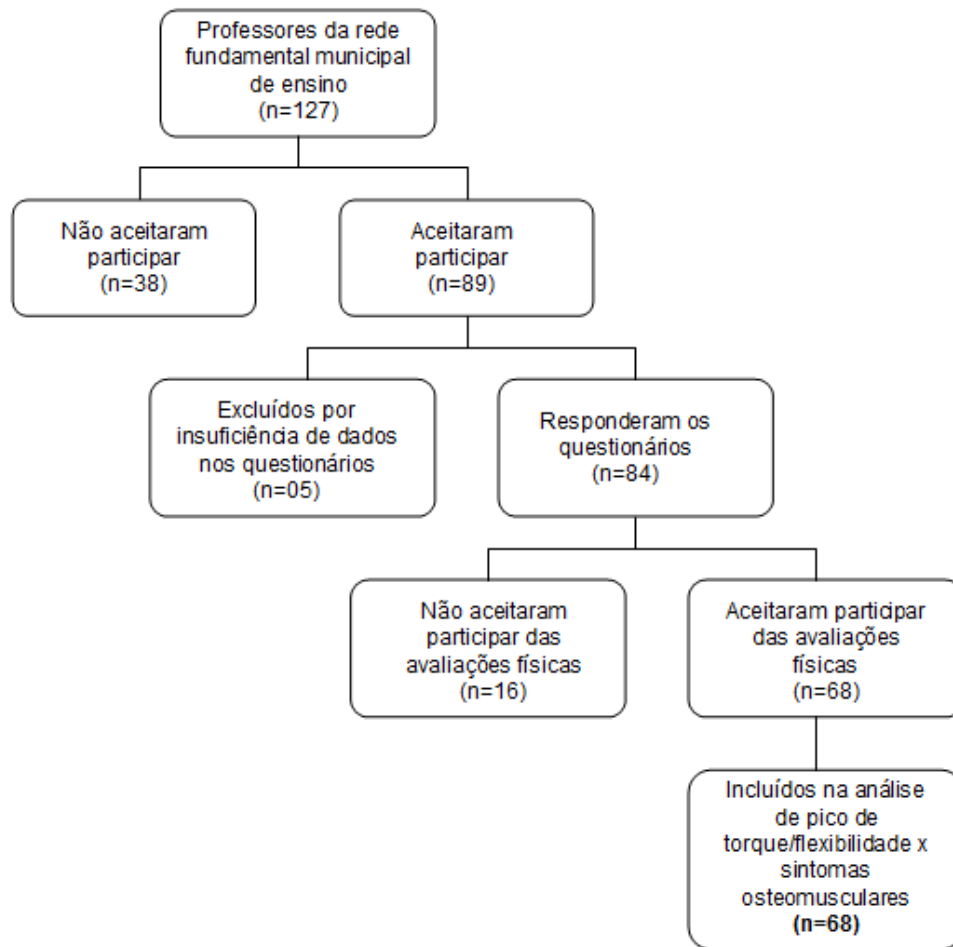 Professores da rede
fundamental municipal
de ensino
(n=127)
Não aceitaram
participar
(n=38)
Aceitaram
participar
(n=89)
Excluídos por
insuficiência de dados
nos questionários
(n=05)
Responderam os
questionários
(n=84)
Não aceitaram
participar das
avaliações físicas
(n=16)
Aceitaram participar
das avaliações
físicas
(n=68)
Incluídos na análise
de pico de
torque/flexibilidade x
sintomas
osteomusculares
(n=68)